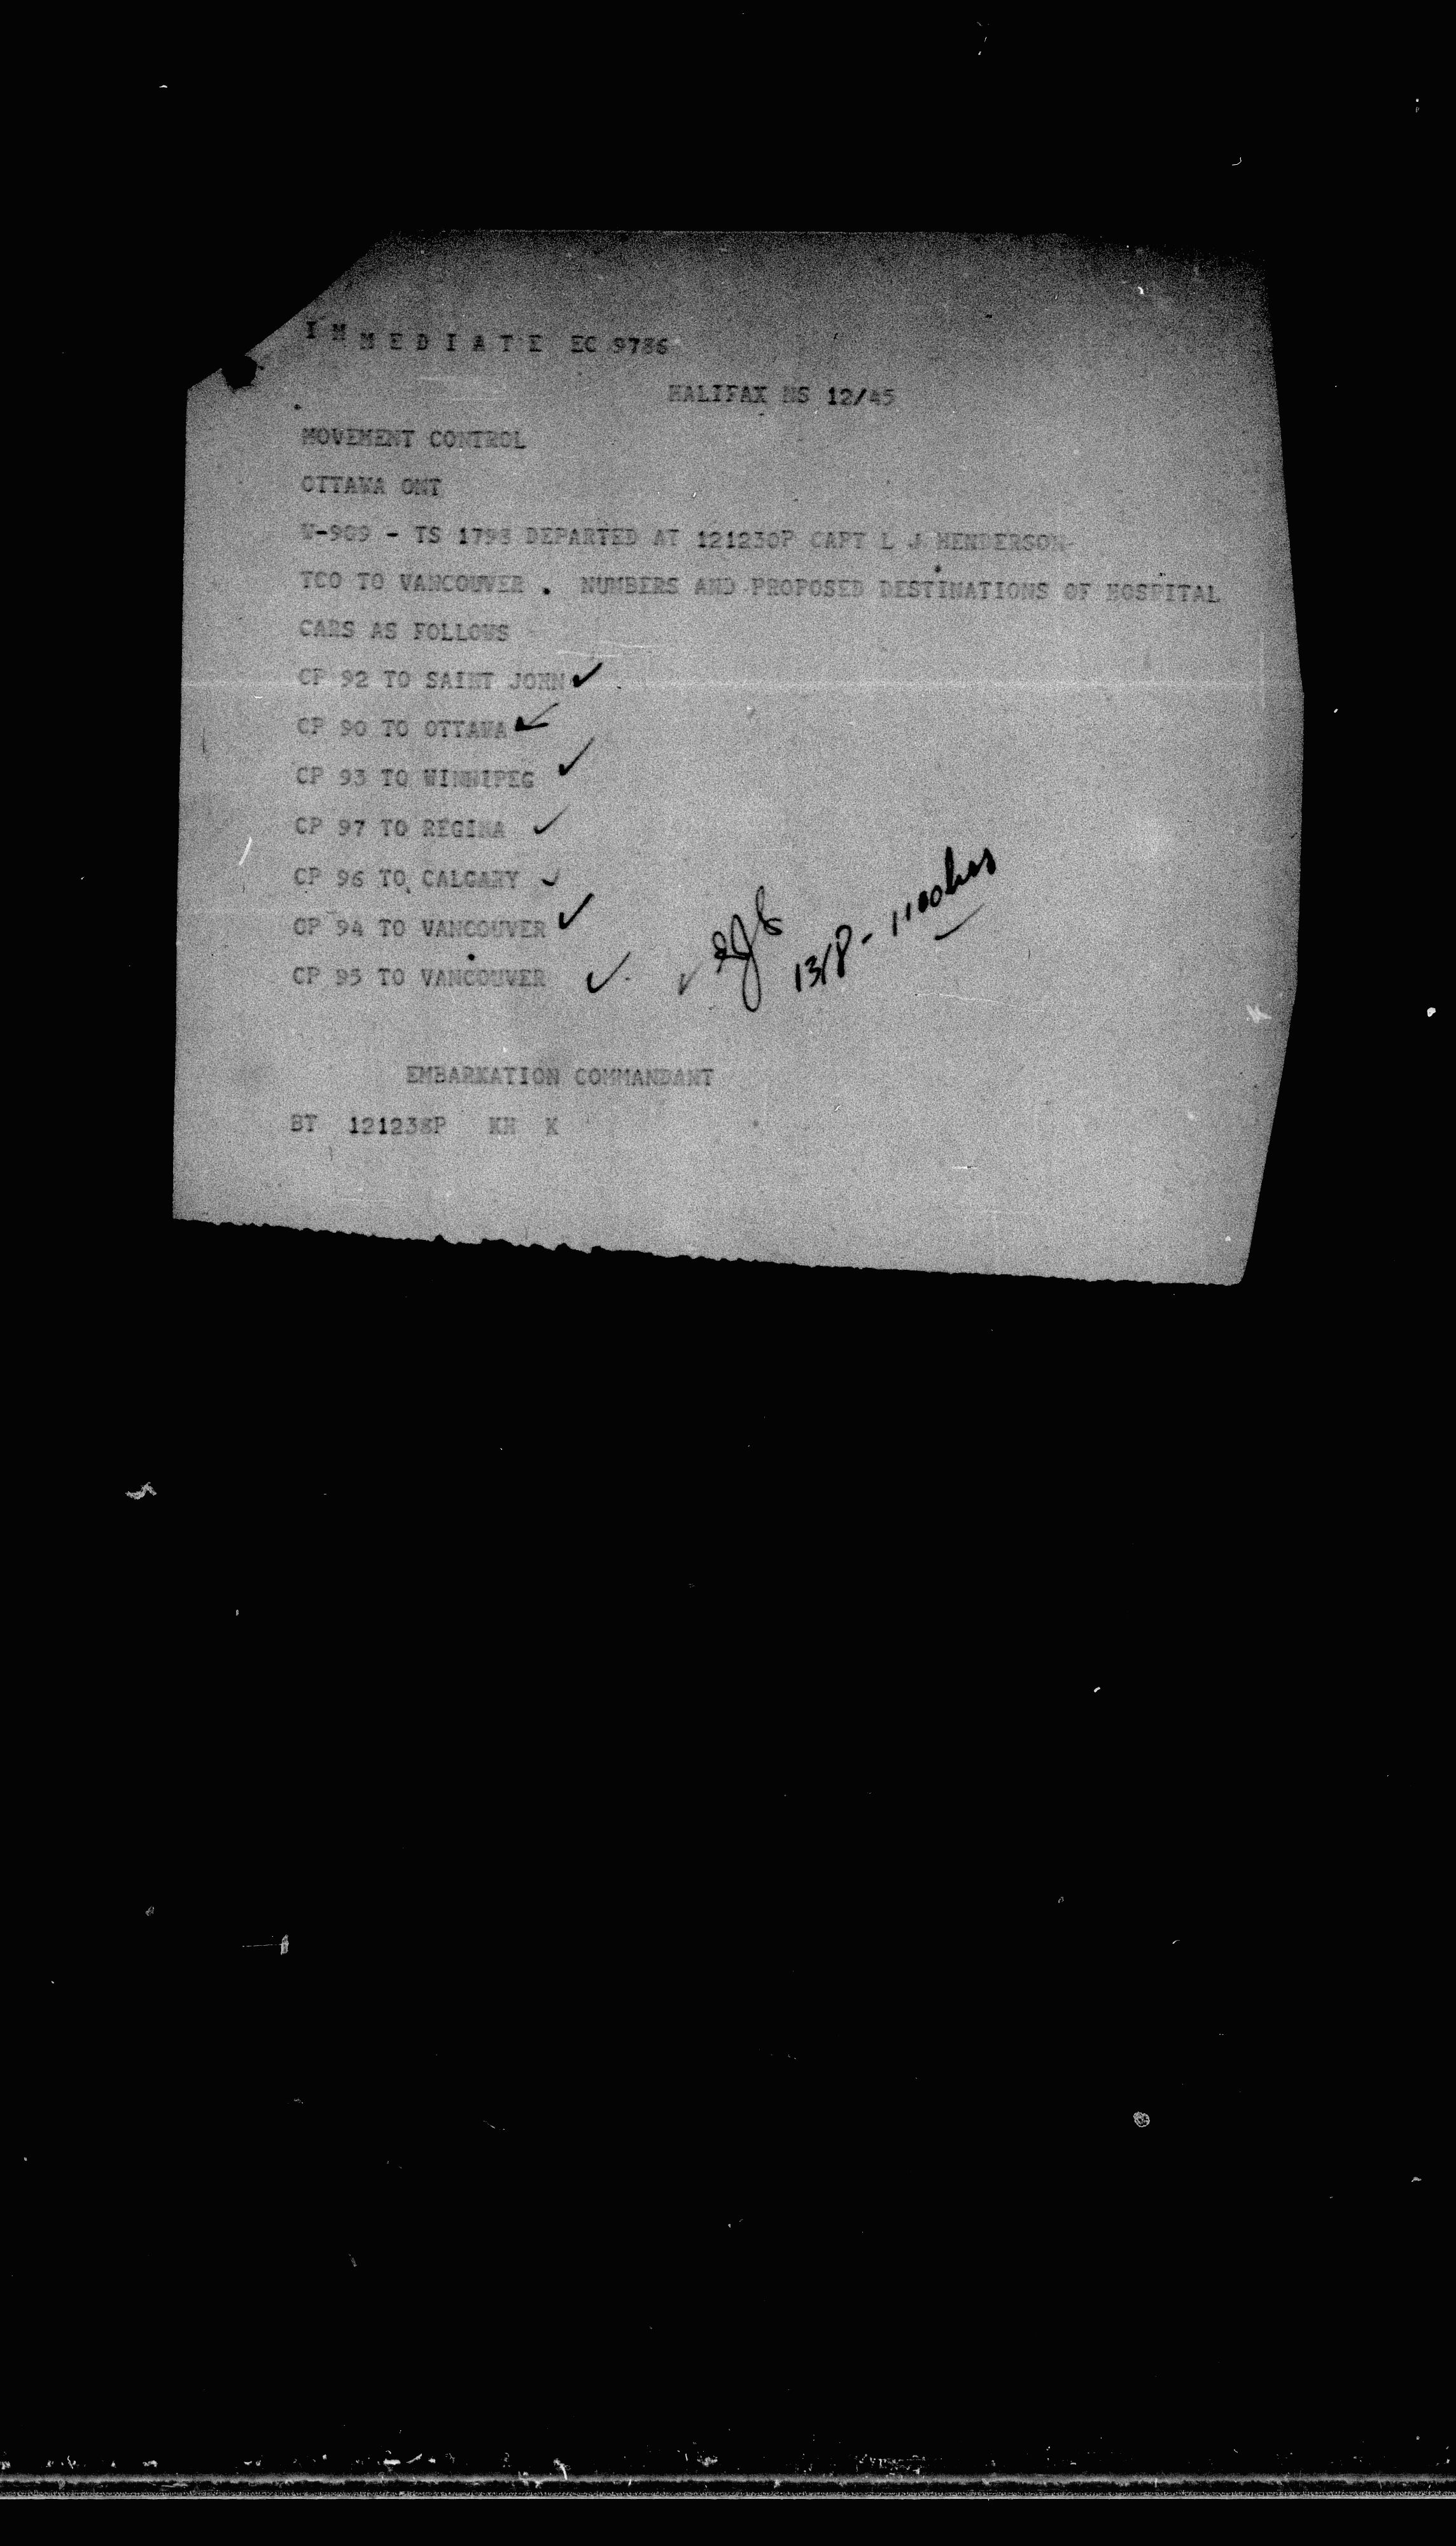 I M M E D I A T E EC 9786
HALIFAX NS 12/45
MOVEMENT CONTROL
OTTAWA ONT
W-989 - TS 1798 DEPARTED AT 121230P CAPT L J HENDERSON
TCO TO VANCOUVER . NUMBERS AND PROPOSED DESTINATIONS OF HOSPITAL
CARS AS FOLLOWS
CP 92 TO SAINT JOHN ✓
CP 90 TO OTTAWA ✓
CP 93 TO WINNIPEG ✓
CP 97 TO REGINA ✓
CP 96 TO CALGARY ✓
CP 94 TO VANCOUVER ✓
CP 95 TO VANCOUVER ✓ ✓
13/8 - 1100 hrs
EMBARKATION COMMANDANT
BT 121238P KH K